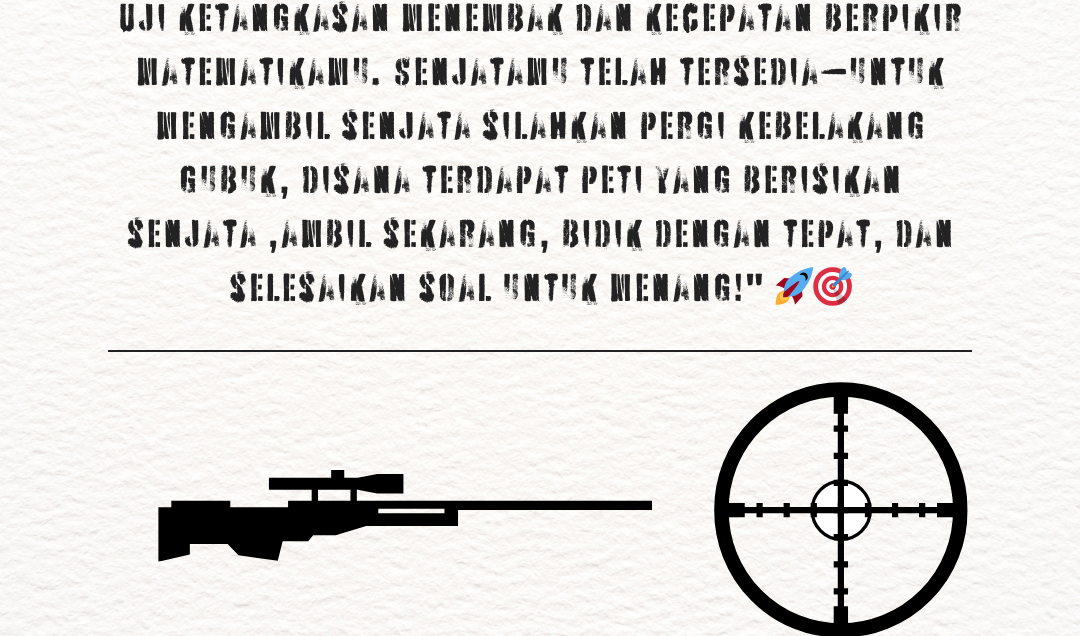 UJI KETANGKASAN MENEMBAK DAN KECEPATAN BERPIKIR
MATEMATIKAMU. SENJATAMU TELAH TERSEDIA—UNTUK
MENGAMBIL SENJATA SILAHKAN PERGI KEBELAKANG
GUBUK, DISANA TERDAPAT PETI YANG BERISIKAN
SENJATA ,AMBIL SEKARANG, BIDIK DENGAN TEPAT, DAN
SELESAIKAN SOAL UNTUK MENANG!" 🚀🎯